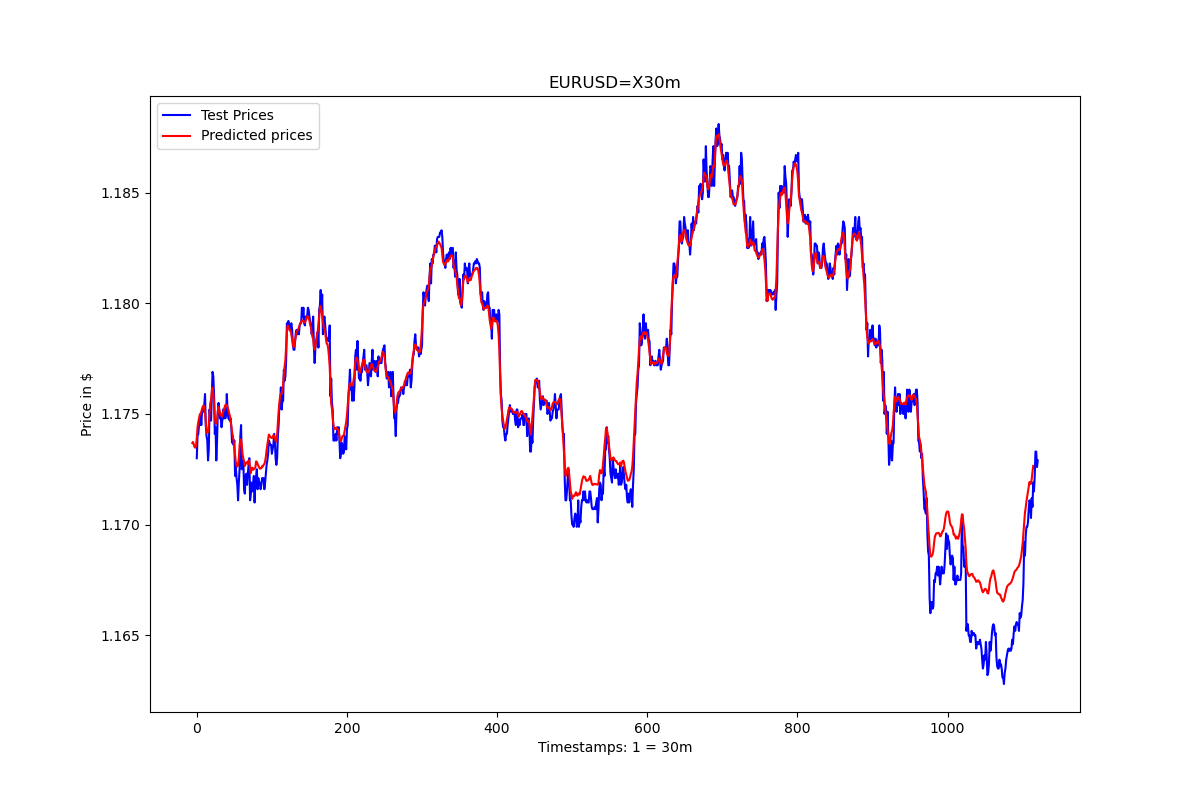 EURUSD=X30m
Test Prices
Predicted prices
Price in $
1.185
1.180
1.175
1.170
1.165
0
200
400
600
800
1000
Timestamps: 1 = 30m